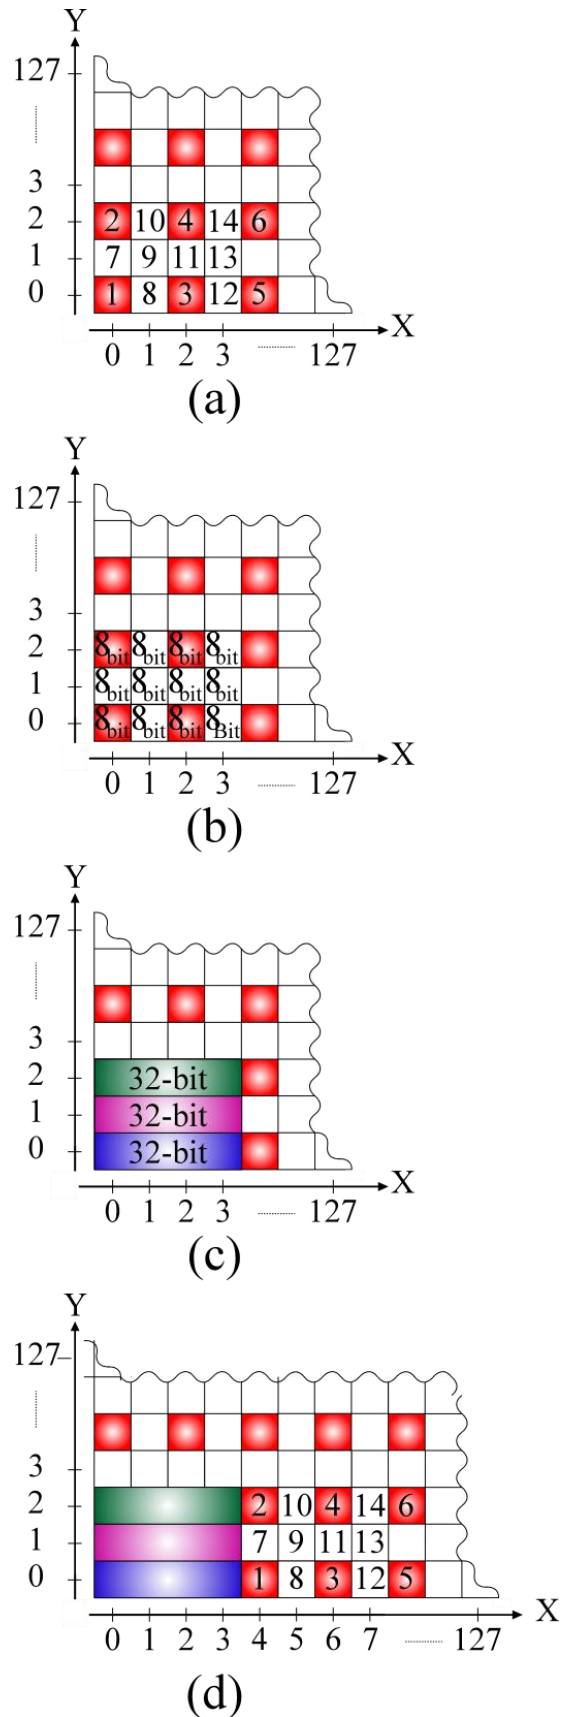 Y
127
3
2 2 10 4 14 6
1 7 9 11 13
0 1 8 3 12 5
X
0 1 2 3 127
(a)
Y
127
3
2 8bit 8bit 8bit 8bit
1 8bit 8bit 8bit 8bit
0 8bit 8bit 8bit 8Bit
X
0 1 2 3 127
(b)
Y
127
3
2 32-bit
1 32-bit
0 32-bit
X
0 1 2 3 127
(c)
Y
127
3
2 2 10 4 14 6
1 7 9 11 13
0 1 8 3 12 5
X
0 1 2 3 4 5 6 7 127
(d)